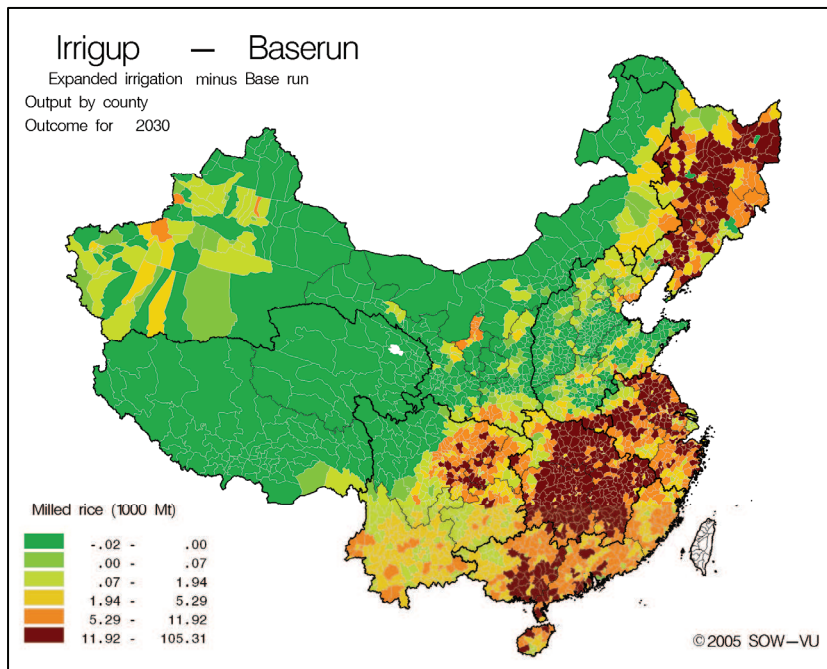 Irrigup — Baserun
Expanded irrigation minus Base run
Output by county
Outcome for 2030
Milled rice (1000 Mt)
-.02 - .00
.00 - .07
.07 - 1.94
1.94 - 5.29
5.29 - 11.92
11.92 - 105.31
©2005 SOW–VU